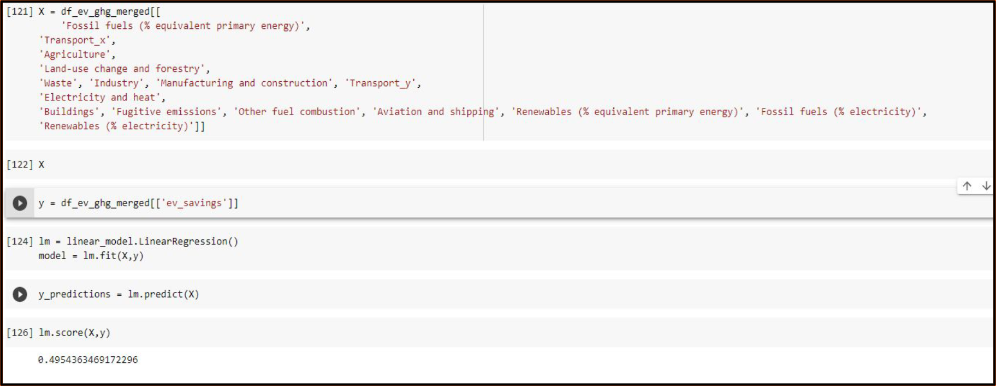 [121] X = df_ev_ghg_merged[[
'Fossil fuels (% equivalent primary energy)',
'Transport_x',
'Agriculture',
'Land-use change and forestry',
'Waste', 'Industry', 'Manufacturing and construction', 'Transport_y',
'Electricity and heat',
'Buildings', 'Fugitive emissions', 'Other fuel combustion', 'Aviation and shipping', 'Renewables (% equivalent primary energy)', 'Fossil fuels (% electricity)',
'Renewables (% electricity)']]
[122] X
y = df_ev_ghg_merged[['ev_savings']]
[124] lm = linear_model.LinearRegression()
model = lm.fit(X,y)
y_predictions = lm.predict(X)
[126] lm.score(X,y)
0.4954363469172296